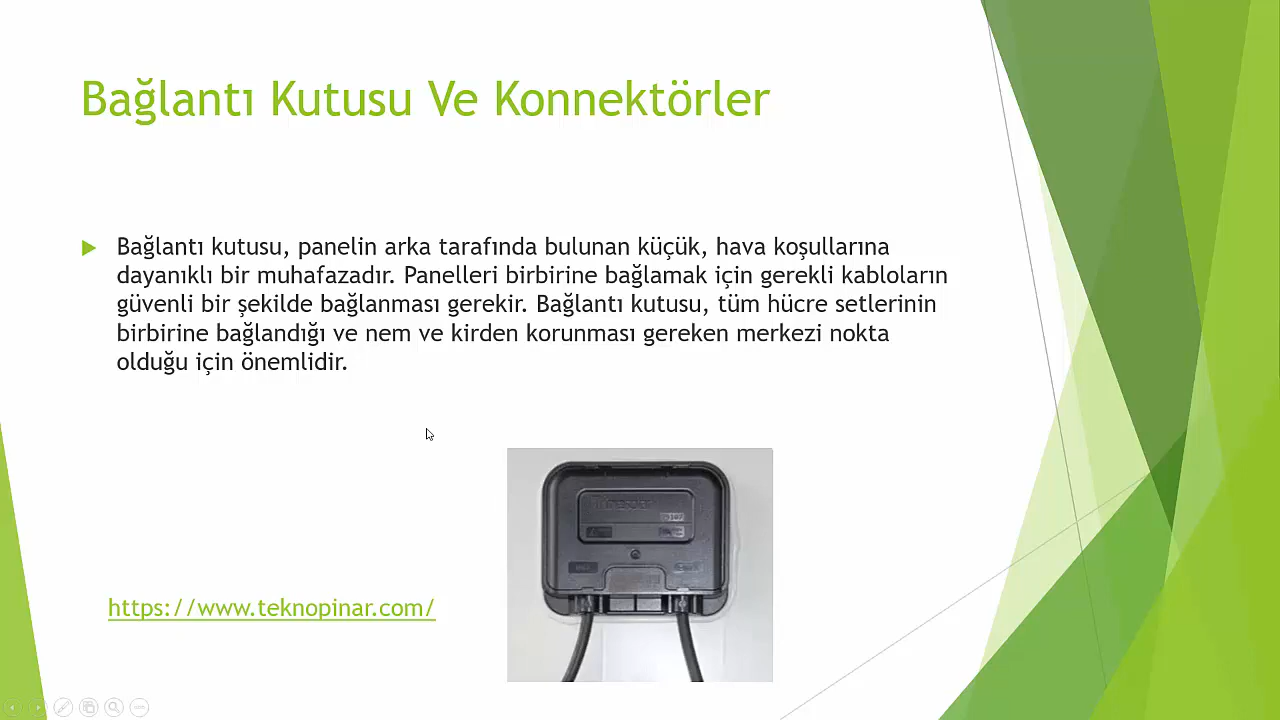 Bağlantı Kutusu Ve Konnektörler
Bağlantı kutusu, panelin arka tarafında bulunan küçük, hava koşullarına
dayanıklı bir muhafazadır. Panelleri birbirine bağlamak için gerekli kabloların
güvenli bir şekilde bağlanması gerekir. Bağlantı kutusu, tüm hücre setlerinin
birbirine bağlandığı ve nem ve kirden korunması gereken merkezi nokta
olduğu için önemlidir.
https://www.teknopinar.com/